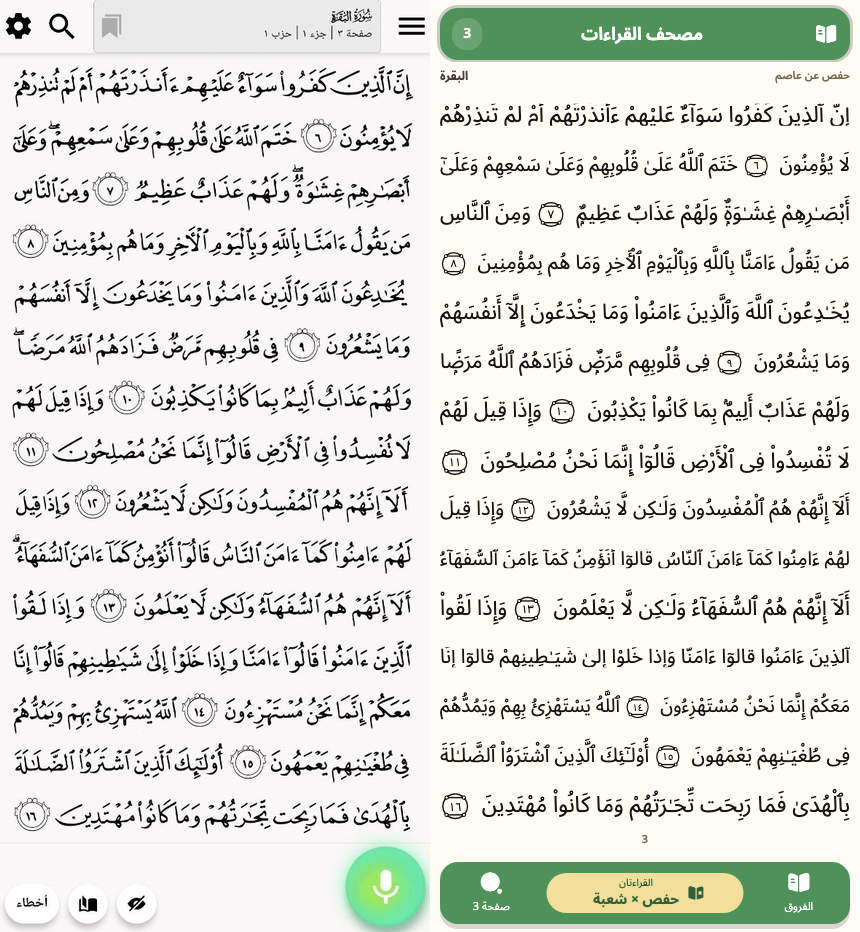 سُورَةُ البَقَرَةِ
صفحة ٣ | جزء ١ | حزب ١
إِنَّ ٱلَّذِينَ كَفَرُوا۟ سَوَآءٌ عَلَيْهِمْ ءَأَنذَرْتَهُمْ أَمْ لَمْ تُنذِرْهُمْ
لَا يُؤْمِنُونَ ٦ خَتَمَ ٱللَّهُ عَلَىٰ قُلُوبِهِمْ وَعَلَىٰ سَمْعِهِمْ ۖ وَعَلَىٰٓ
أَبْصَـٰرِهِمْ غِشَـٰوَةٌ ۖ وَلَهُمْ عَذَابٌ عَظِيمٌ ٧ وَمِنَ ٱلنَّاسِ
مَن يَقُولُ ءَامَنَّا بِٱللَّهِ وَبِٱلْيَوْمِ ٱلْـَٔاخِرِ وَمَا هُم بِمُؤْمِنِينَ ٨
يُخَـٰدِعُونَ ٱللَّهَ وَٱلَّذِينَ ءَامَنُوا۟ وَمَا يَخْدَعُونَ إِلَّآ أَنفُسَهُمْ
وَمَا يَشْعُرُونَ ٩ فِى قُلُوبِهِم مَّرَضٌ فَزَادَهُمُ ٱللَّهُ مَرَضًا ۖ
وَلَهُمْ عَذَابٌ أَلِيمٌۢ بِمَا كَانُوا۟ يَكْذِبُونَ ١٠ وَإِذَا قِيلَ لَهُمْ
لَا تُفْسِدُوا۟ فِى ٱلْأَرْضِ قَالُوٓا۟ إِنَّمَا نَحْنُ مُصْلِحُونَ ١١
أَلَآ إِنَّهُمْ هُمُ ٱلْمُفْسِدُونَ وَلَـٰكِن لَّا يَشْعُرُونَ ١٢ وَإِذَا قِيلَ
لَهُمْ ءَامِنُوا۟ كَمَآ ءَامَنَ ٱلنَّاسُ قَالُوٓا۟ أَنُؤْمِنُ كَمَآ ءَامَنَ ٱلسُّفَهَآءُ ۗ
أَلَآ إِنَّهُمْ هُمُ ٱلسُّفَهَآءُ وَلَـٰكِن لَّا يَعْلَمُونَ ١٣ وَإِذَا لَقُوا۟
ٱلَّذِينَ ءَامَنُوا۟ قَالُوٓا۟ ءَامَنَّا وَإِذَا خَلَوْا۟ إِلَىٰ شَيَـٰطِينِهِمْ قَالُوٓا۟ إِنَّا
مَعَكُمْ إِنَّمَا نَحْنُ مُسْتَهْزِءُونَ ١٤ ٱللَّهُ يَسْتَهْزِئُ بِهِمْ وَيَمُدُّهُمْ
فِى طُغْيَـٰنِهِمْ يَعْمَهُونَ ١٥ أُو۟لَـٰٓئِكَ ٱلَّذِينَ ٱشْتَرَوُا۟ ٱلضَّلَـٰلَةَ
بِٱلْهُدَىٰ فَمَا رَبِحَت تِّجَـٰرَتُهُمْ وَمَا كَانُوا۟ مُهْتَدِينَ ١٦
أخطاء
مصحف القراءات
3
حفص عن عاصم
البقرة
إِنَّ ٱلَّذِينَ كَفَرُوا۟ سَوَآءٌ عَلَيْهِمْ ءَأَنذَرْتَهُمْ أَمْ لَمْ تُنذِرْهُمْ
لَا يُؤْمِنُونَ ٦ خَتَمَ ٱللَّهُ عَلَىٰ قُلُوبِهِمْ وَعَلَىٰ سَمْعِهِمْ وَعَلَىٰٓ
أَبْصَـٰرِهِمْ غِشَـٰوَةٌ وَلَهُمْ عَذَابٌ عَظِيمٌ ٧ وَمِنَ ٱلنَّاسِ
مَن يَقُولُ ءَامَنَّا بِٱللَّهِ وَبِٱلْيَوْمِ ٱلْـَٔاخِرِ وَمَا هُم بِمُؤْمِنِينَ ٨
يُخَـٰدِعُونَ ٱللَّهَ وَٱلَّذِينَ ءَامَنُوا۟ وَمَا يَخْدَعُونَ إِلَّآ أَنفُسَهُمْ
وَمَا يَشْعُرُونَ ٩ فِى قُلُوبِهِم مَّرَضٌ فَزَادَهُمُ ٱللَّهُ مَرَضًا
وَلَهُمْ عَذَابٌ أَلِيمٌۢ بِمَا كَانُوا۟ يَكْذِبُونَ ١٠ وَإِذَا قِيلَ لَهُمْ
لَا تُفْسِدُوا۟ فِى ٱلْأَرْضِ قَالُوٓا۟ إِنَّمَا نَحْنُ مُصْلِحُونَ ١١
أَلَآ إِنَّهُمْ هُمُ ٱلْمُفْسِدُونَ وَلَـٰكِن لَّا يَشْعُرُونَ ١٢ وَإِذَا قِيلَ
لَهُمْ ءَامِنُوا۟ كَمَآ ءَامَنَ ٱلنَّاسُ قَالُوٓا۟ أَنُؤْمِنُ كَمَآ ءَامَنَ ٱلسُّفَهَآءُ
أَلَآ إِنَّهُمْ هُمُ ٱلسُّفَهَآءُ وَلَـٰكِن لَّا يَعْلَمُونَ ١٣ وَإِذَا لَقُوا۟
ٱلَّذِينَ ءَامَنُوا۟ قَالُوٓا۟ ءَامَنَّا وَإِذَا خَلَوْا۟ إِلَىٰ شَيَـٰطِينِهِمْ قَالُوٓا۟ إِنَّا
مَعَكُمْ إِنَّمَا نَحْنُ مُسْتَهْزِءُونَ ١٤ ٱللَّهُ يَسْتَهْزِئُ بِهِمْ وَيَمُدُّهُمْ
فِى طُغْيَـٰنِهِمْ يَعْمَهُونَ ١٥ أُو۟لَـٰٓئِكَ ٱلَّذِينَ ٱشْتَرَوُا۟ ٱلضَّلَـٰلَةَ
بِٱلْهُدَىٰ فَمَا رَبِحَت تِّجَـٰرَتُهُمْ وَمَا كَانُوا۟ مُهْتَدِينَ ١٦
3
الفروق
القراءتان
حفص × شعبة
صفحة 3